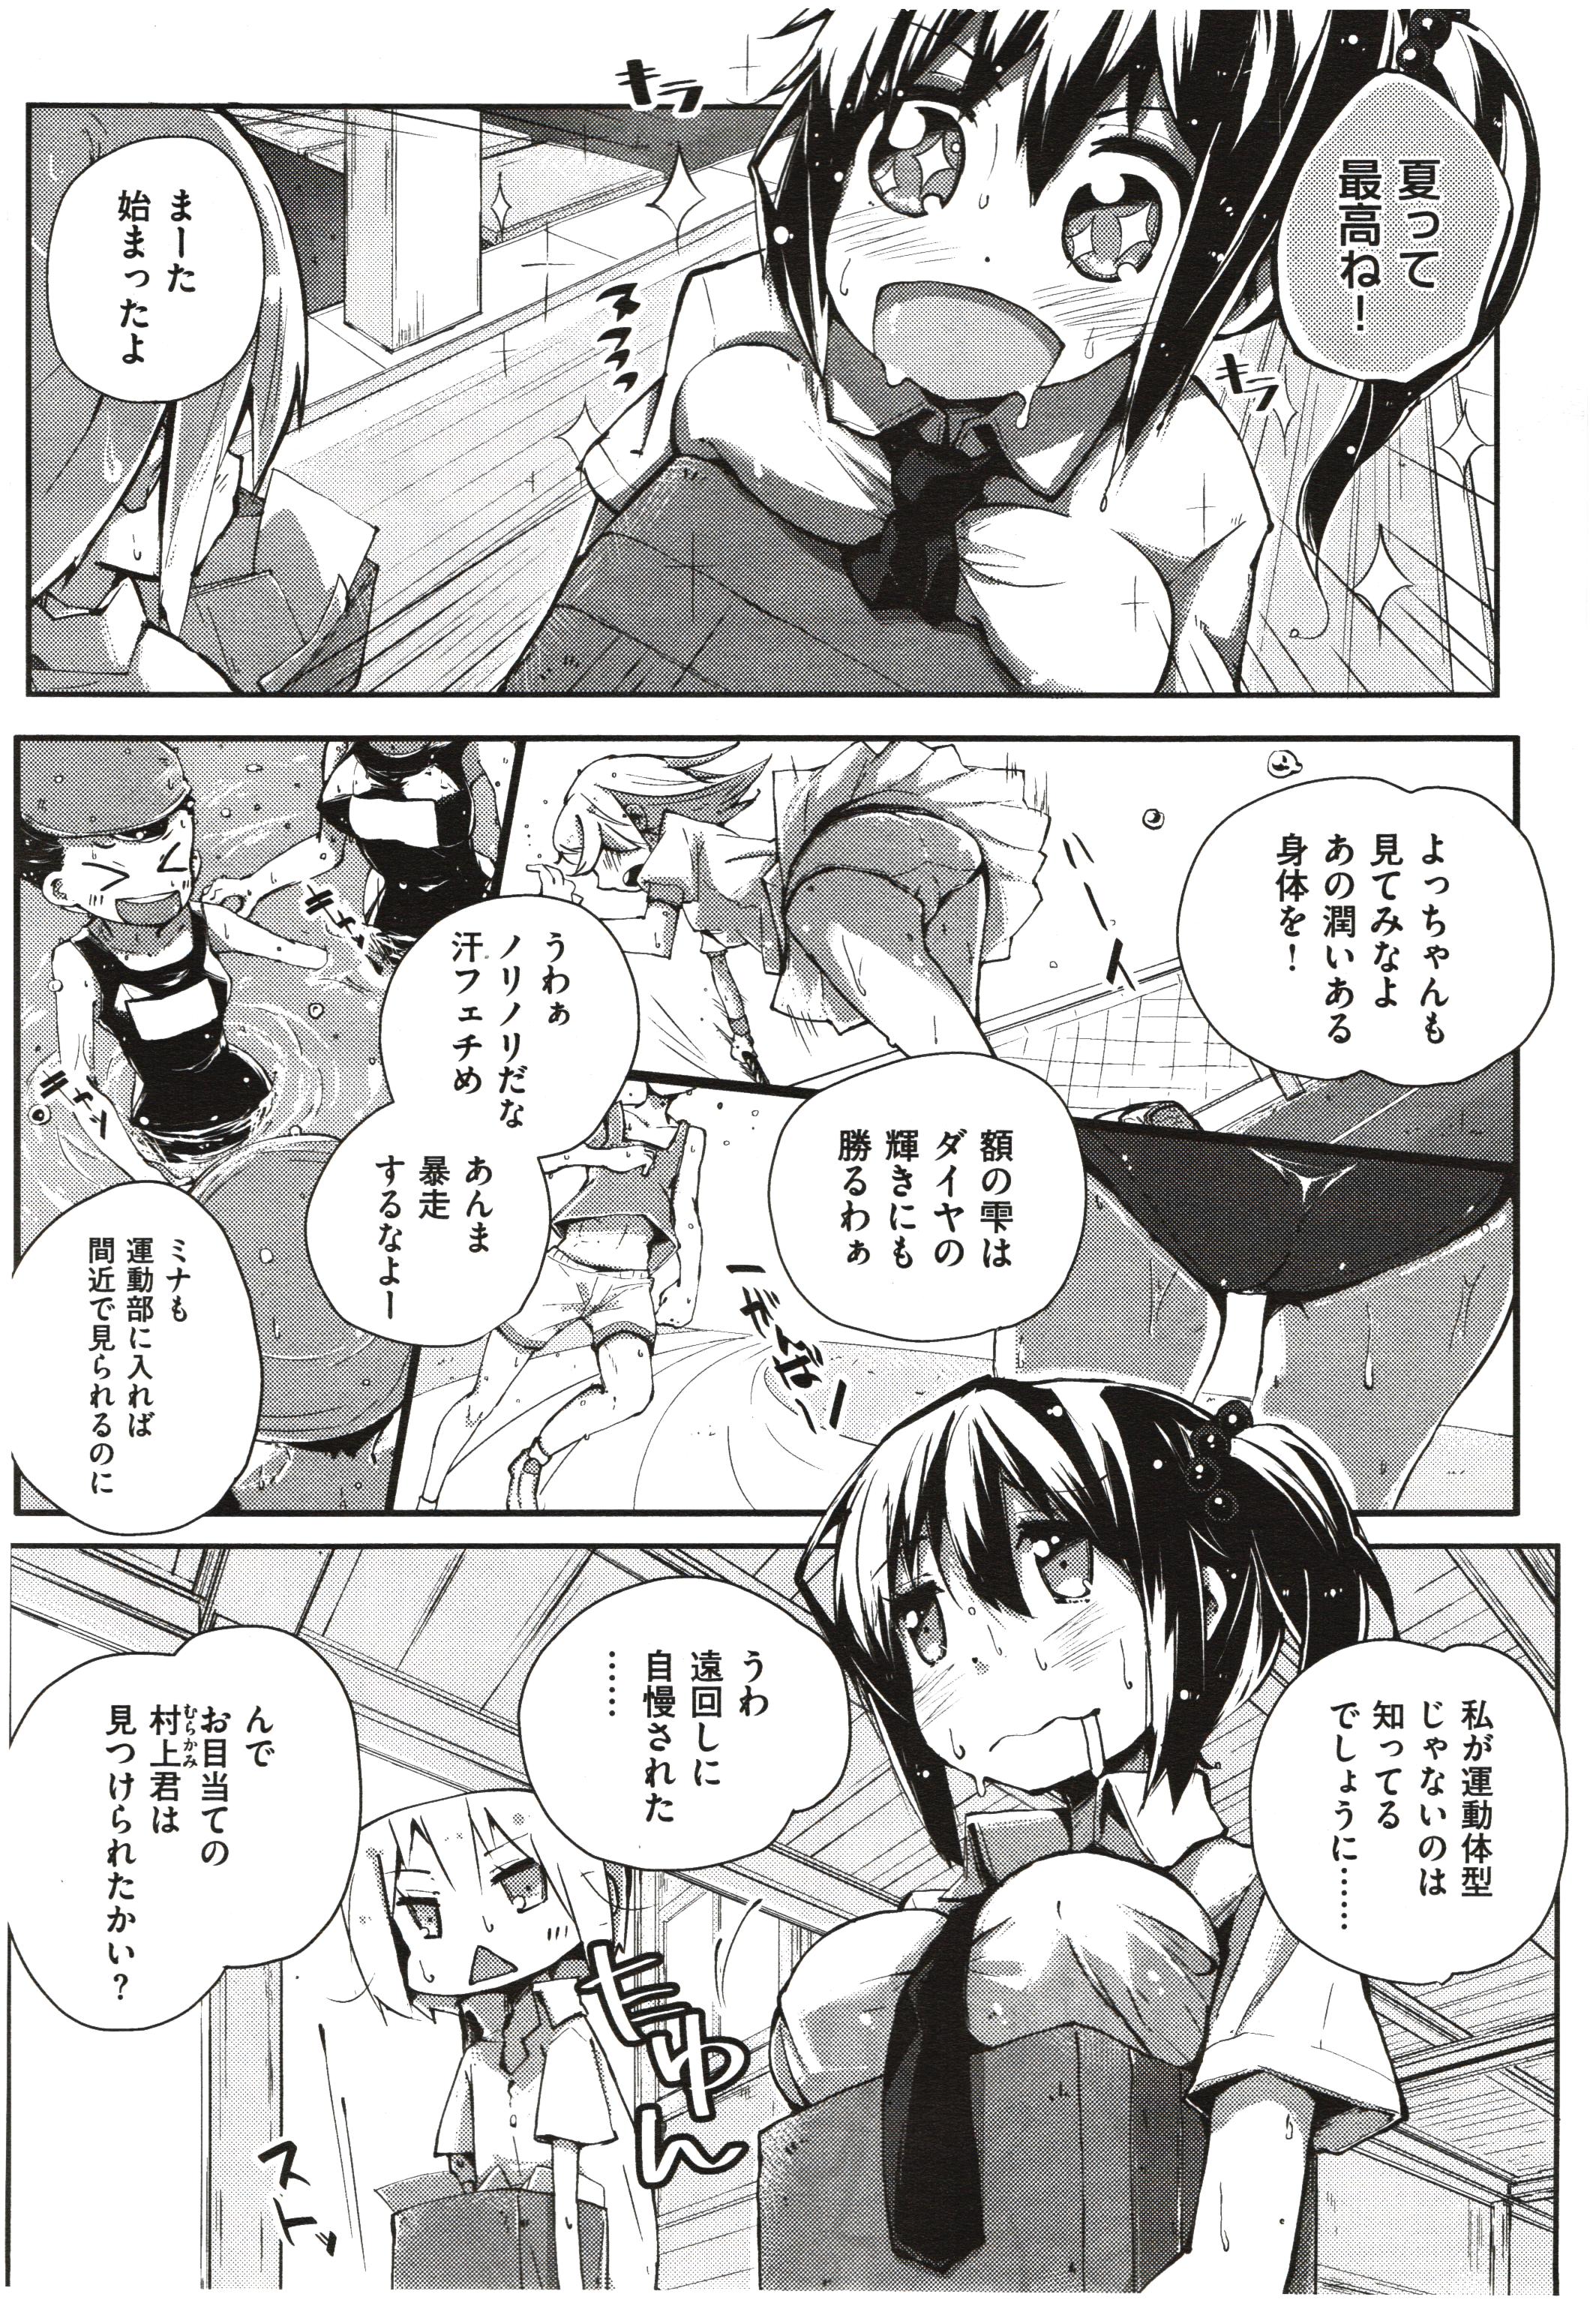 夏って
最高ね！
キラ
キラ
ヌヌヌ
まーた
始まったよ
よっちゃんも
見てみなよ
あの潤いある
身体を！
額の雫は
ダイヤの
輝きにも
勝るわぁ
うわぁ
ノリノリだな
汗フェチめ
あんま
暴走
するなよー
ミナも
運動部に入れば
間近で見られるのに
私が運動体型
じゃないのは
知ってる
でしょうに……
うわ
遠回しに
自慢された
……
もゅん
んで
お目当ての
村上君は
むらかみ
見つけられたかい？
スト